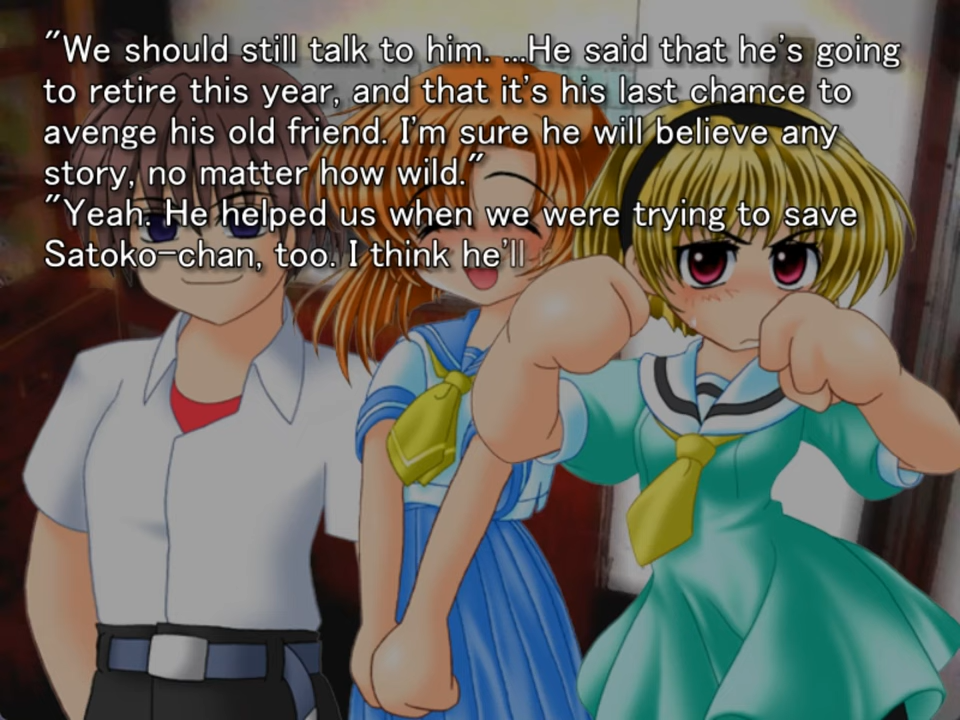 "We should still talk to him. ...He said that he's going
to retire this year, and that it's his last chance to
avenge his old friend. I'm sure he will believe any
story, no matter how wild."
"Yeah. He helped us when we were trying to save
Satoko-chan, too. I think he'll